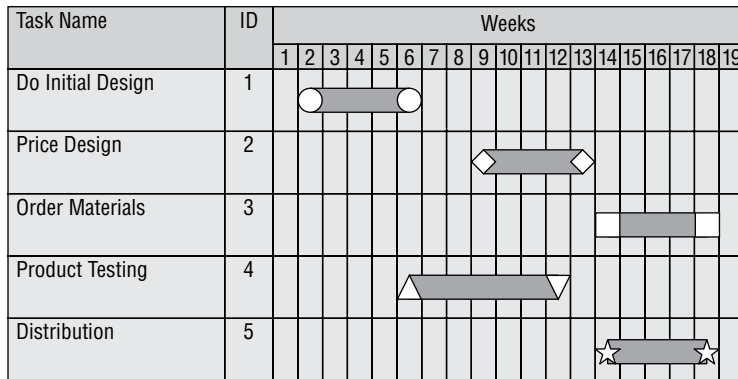 Task Name ID Weeks
1 2 3 4 5 6 7 8 9 10 11 12 13 14 15 16 17 18 19
Do Initial Design 1
Price Design 2
Order Materials 3
Product Testing 4
Distribution 5